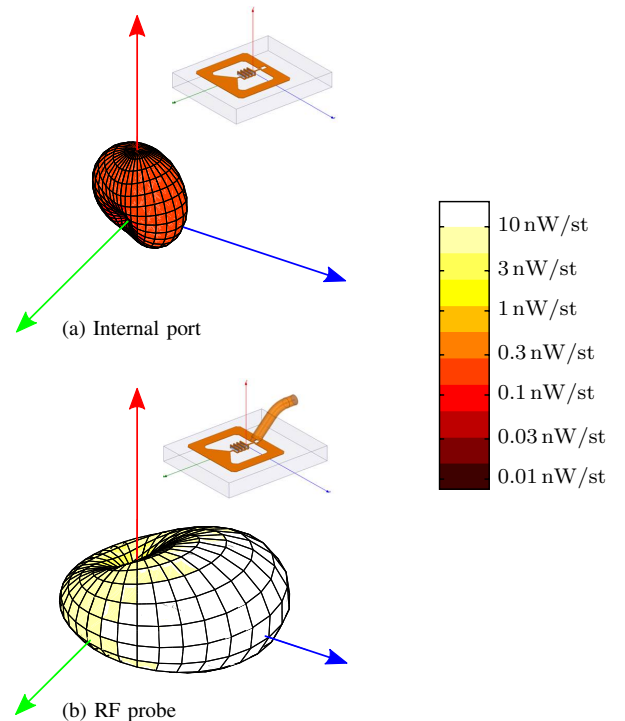 (a) Internal port
10 nW/st
3 nW/st
1 nW/st
0.3 nW/st
0.1 nW/st
0.03 nW/st
0.01 nW/st
(b) RF probe